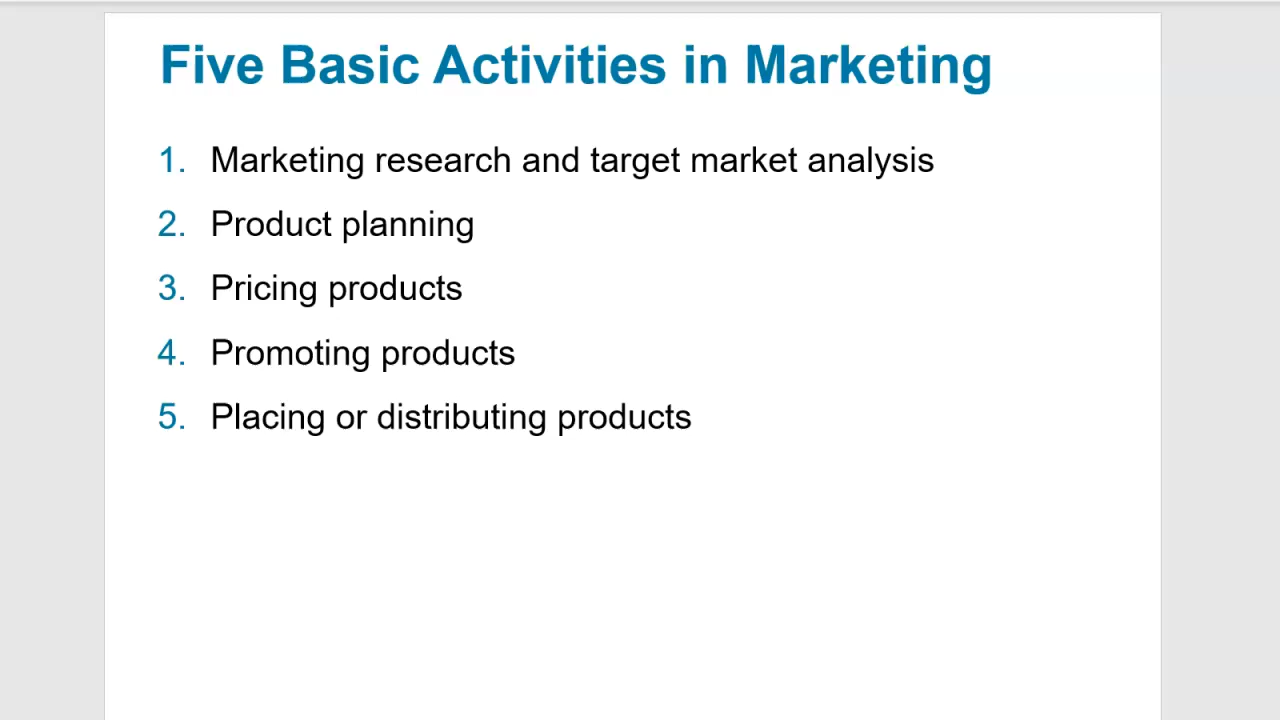 Five Basic Activities in Marketing
1. Marketing research and target market analysis
2. Product planning
3. Pricing products
4. Promoting products
5. Placing or distributing products